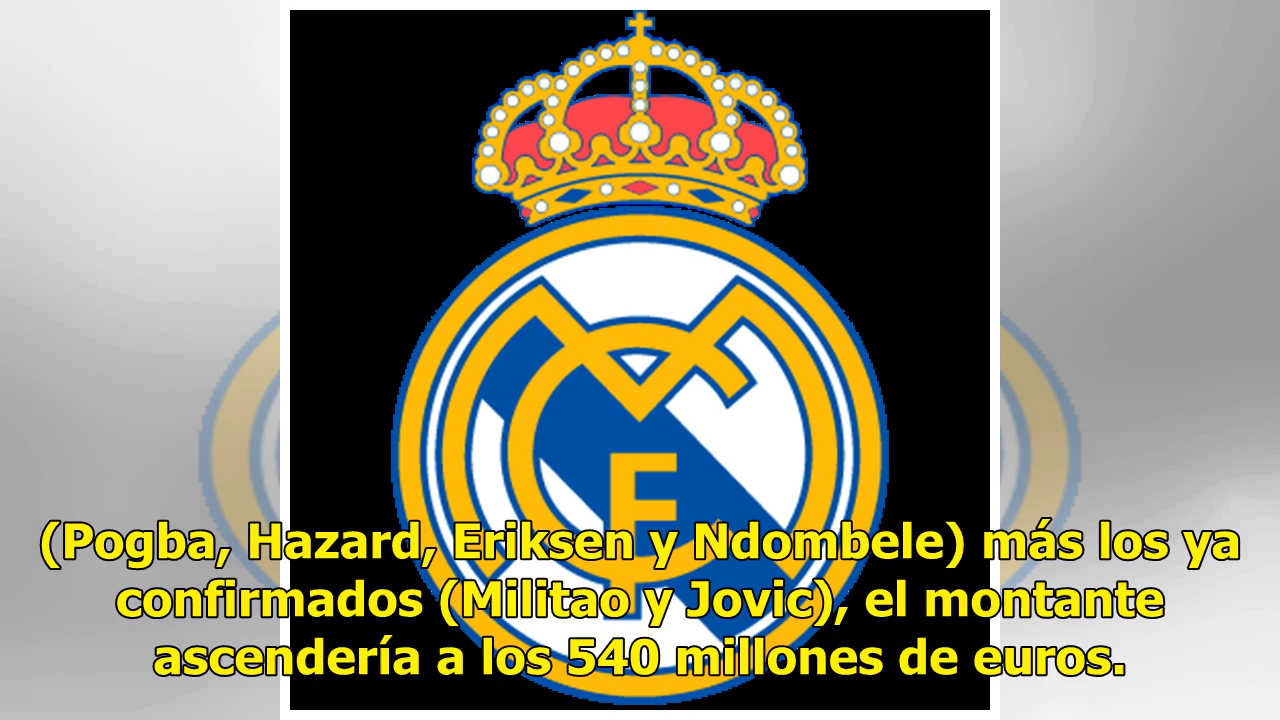 (Pogba, Hazard, Eriksen y Ndombele) más los ya
confirmados (Militao y Jovic), el montante
ascendería a los 540 millones de euros.